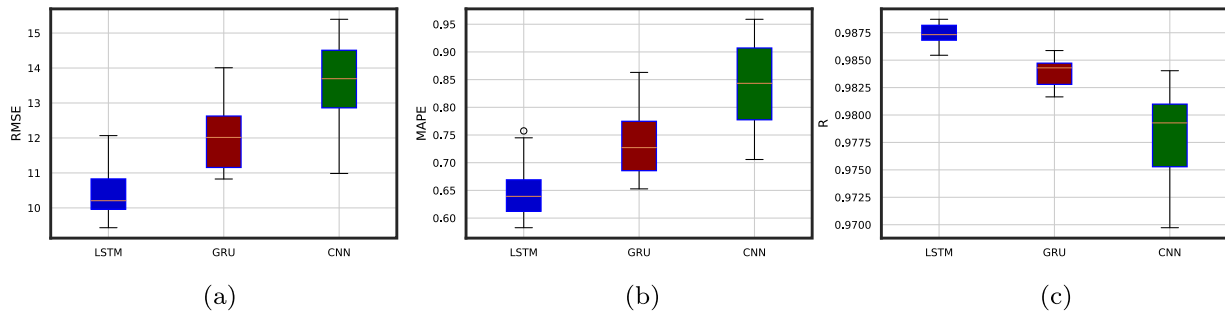 RMSE
15
14
13
12
11
10
LSTM
GRU
CNN
(a)
MAPE
0.95
0.90
0.85
0.80
0.75
0.70
0.65
0.60
LSTM
GRU
CNN
(b)
R
0.9875
0.9850
0.9825
0.9800
0.9775
0.9750
0.9725
0.9700
LSTM
GRU
CNN
(c)